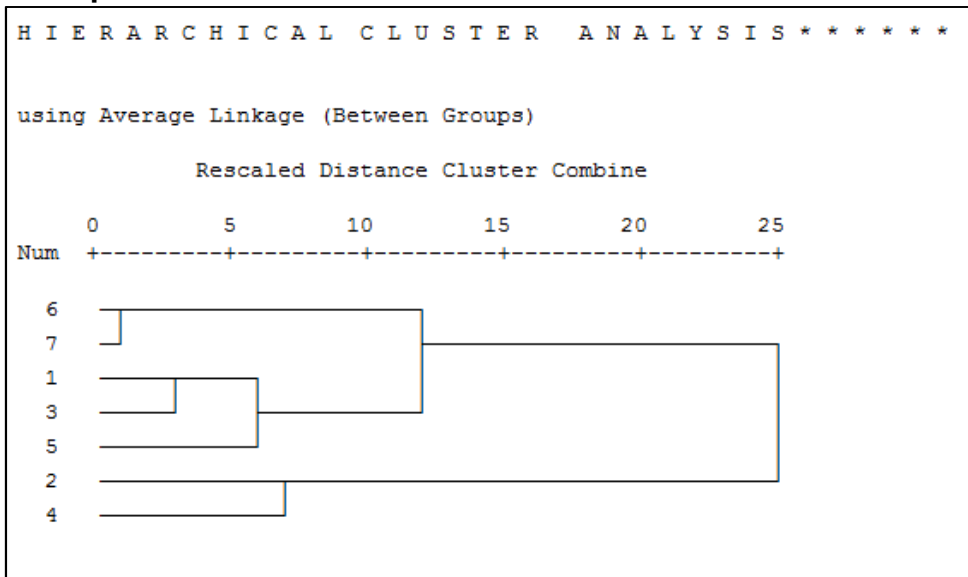 H I E R A R C H I C A L   C L U S T E R   A N A L Y S I S * * * * * *
using Average Linkage (Between Groups)
Rescaled Distance Cluster Combine
0 5 10 15 20 25
Num +---------+---------+---------+---------+---------+
6
7
1
3
5
2
4